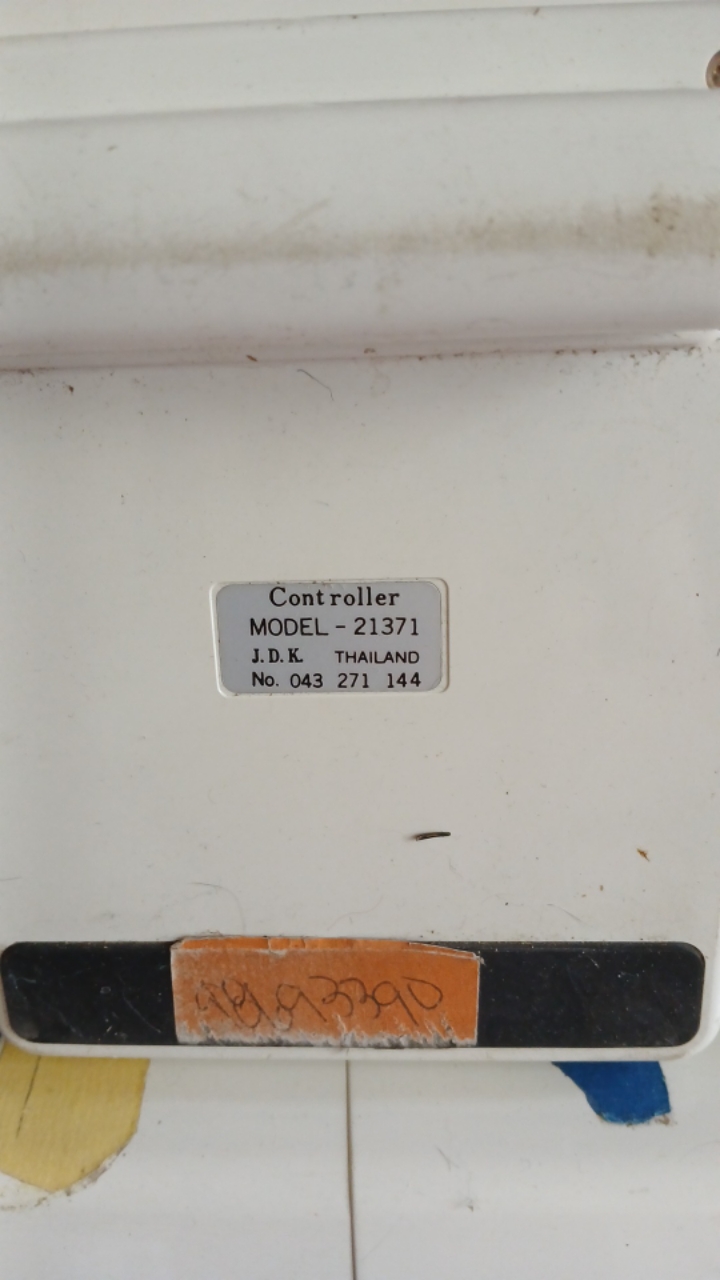 Controller
MODEL - 21371
J.D.K. THAILAND
No. 043 271 144